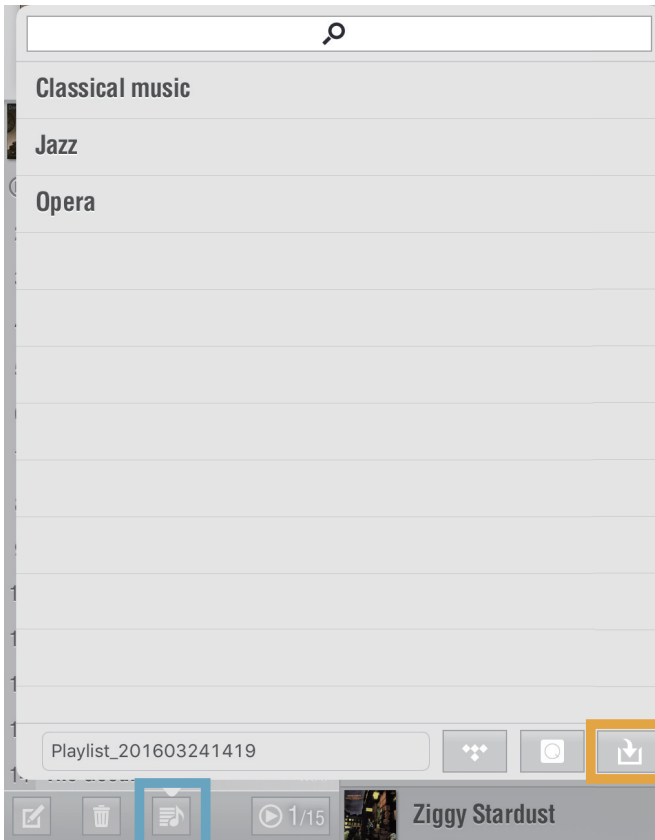 Classical music
Jazz
Opera
Playlist_201603241419
1/15
Ziggy Stardust